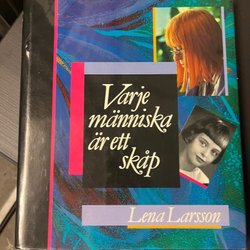 Varje
människa
är ett
skåp
Lena Larsson